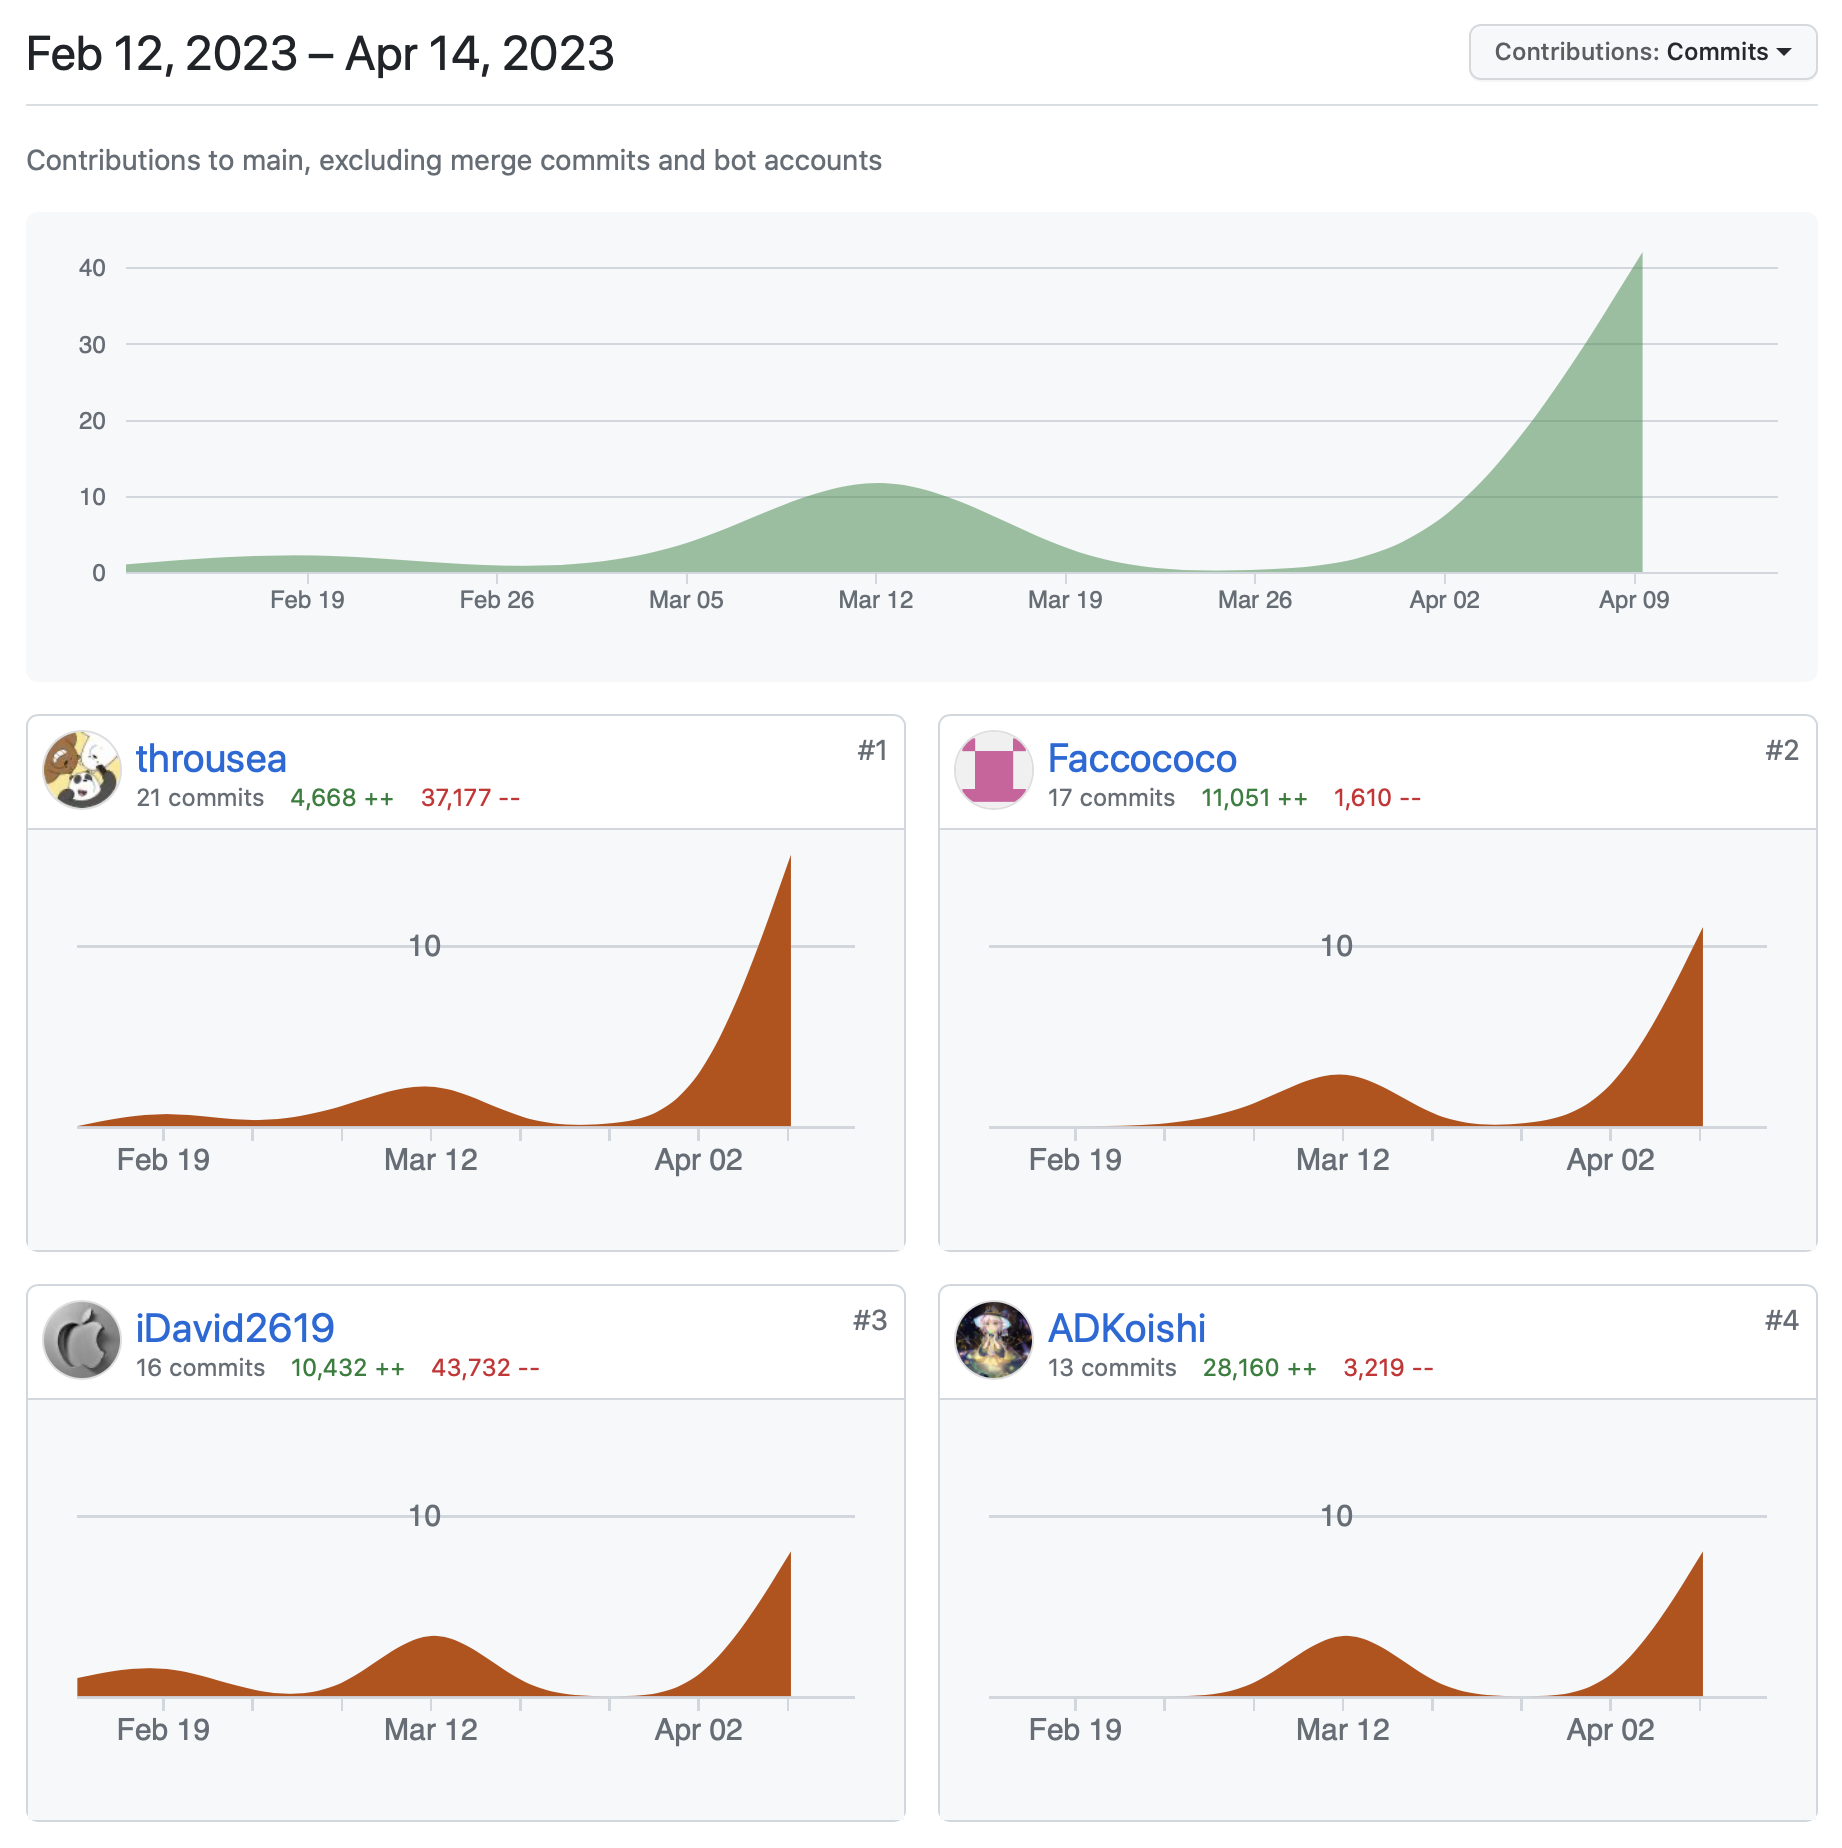 Feb 12, 2023 – Apr 14, 2023
Contributions: Commits
Contributions to main, excluding merge commits and bot accounts
40
30
20
10
0
Feb 19 Feb 26 Mar 05 Mar 12 Mar 19 Mar 26 Apr 02 Apr 09
throusea #1
21 commits 4,668 ++ 37,177 --
10
Feb 19 Mar 12 Apr 02
Faccococo #2
17 commits 11,051 ++ 1,610 --
10
Feb 19 Mar 12 Apr 02
iDavid2619 #3
16 commits 10,432 ++ 43,732 --
10
Feb 19 Mar 12 Apr 02
ADKoishi #4
13 commits 28,160 ++ 3,219 --
10
Feb 19 Mar 12 Apr 02